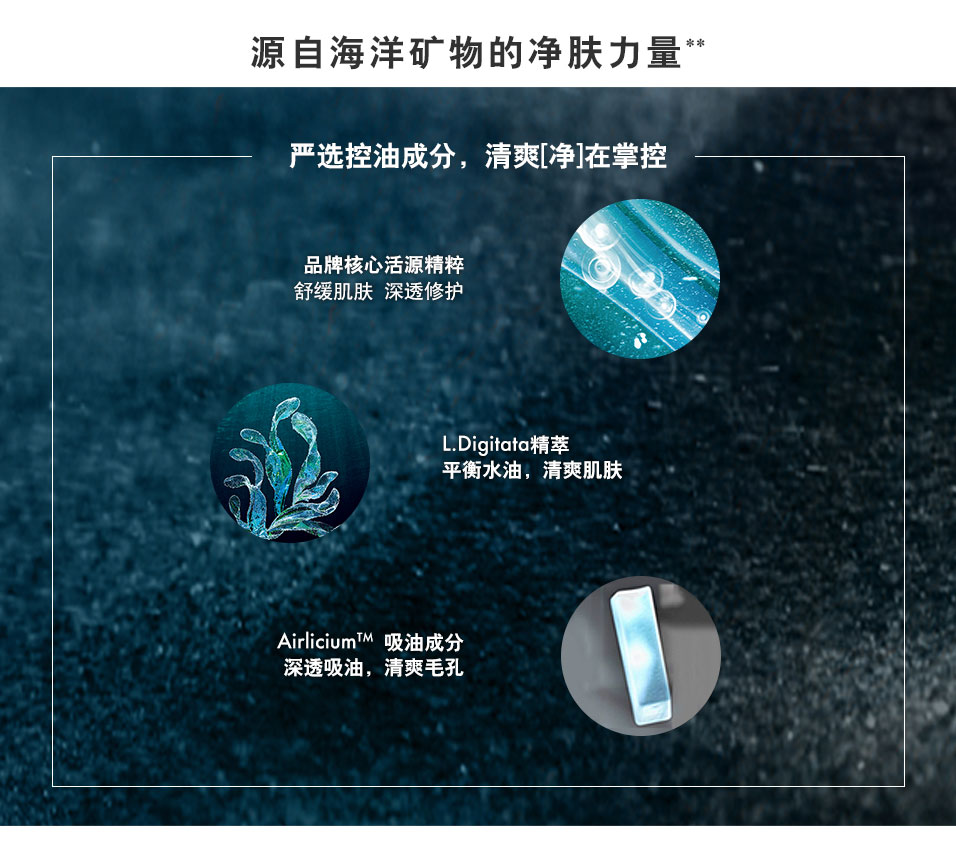 源自海洋矿物的净肤力量**
严选控油成分，清爽[净]在掌控
品牌核心活源精粹
舒缓肌肤 深透修护
L.Digitata精萃
平衡水油，清爽肌肤
Airlicium™ 吸油成分
深透吸油，清爽毛孔